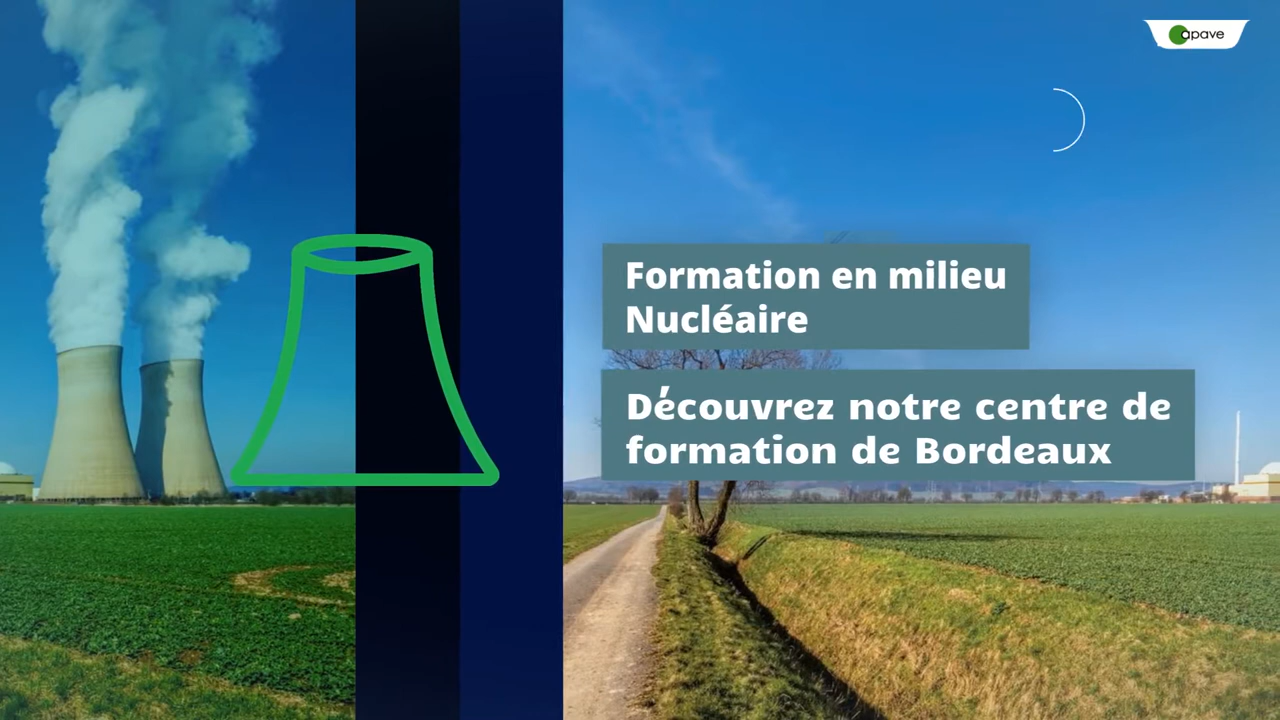 apave
Formation en milieu
Nucléaire
Découvrez notre centre de
formation de Bordeaux